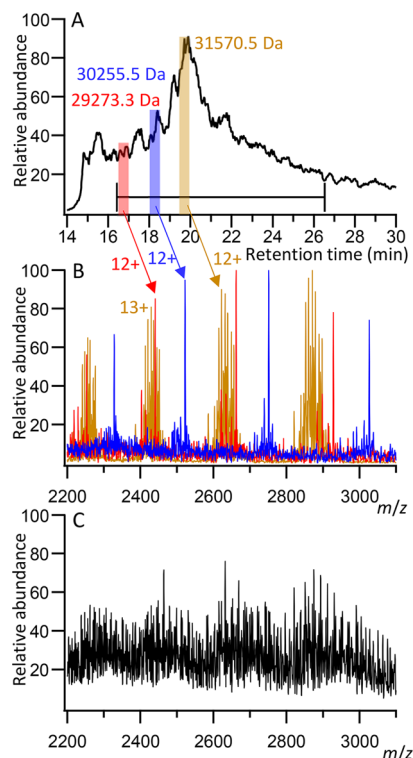 A
100
80
60
40
20
Relative abundance
31570.5 Da
30255.5 Da
29273.3 Da
14 16 18 20 22 24 26 28 30
Retention time (min)
B
12+
12+
12+
13+
100
80
60
40
20
Relative abundance
2200 2400 2600 2800 3000
m/z
C
100
80
60
40
20
Relative abundance
2200 2400 2600 2800 3000
m/z